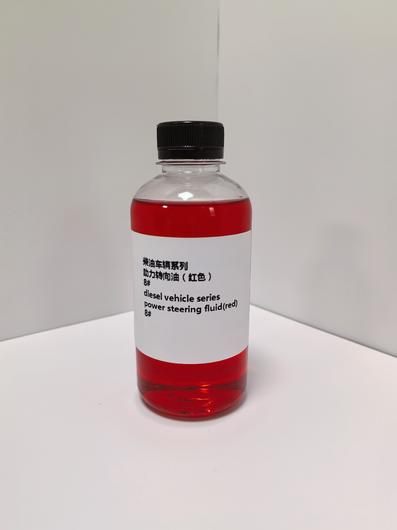 柴油车辆系列
助力转向油（红色）
8#
diesel vehicle series
power steering fluid(red)
8#